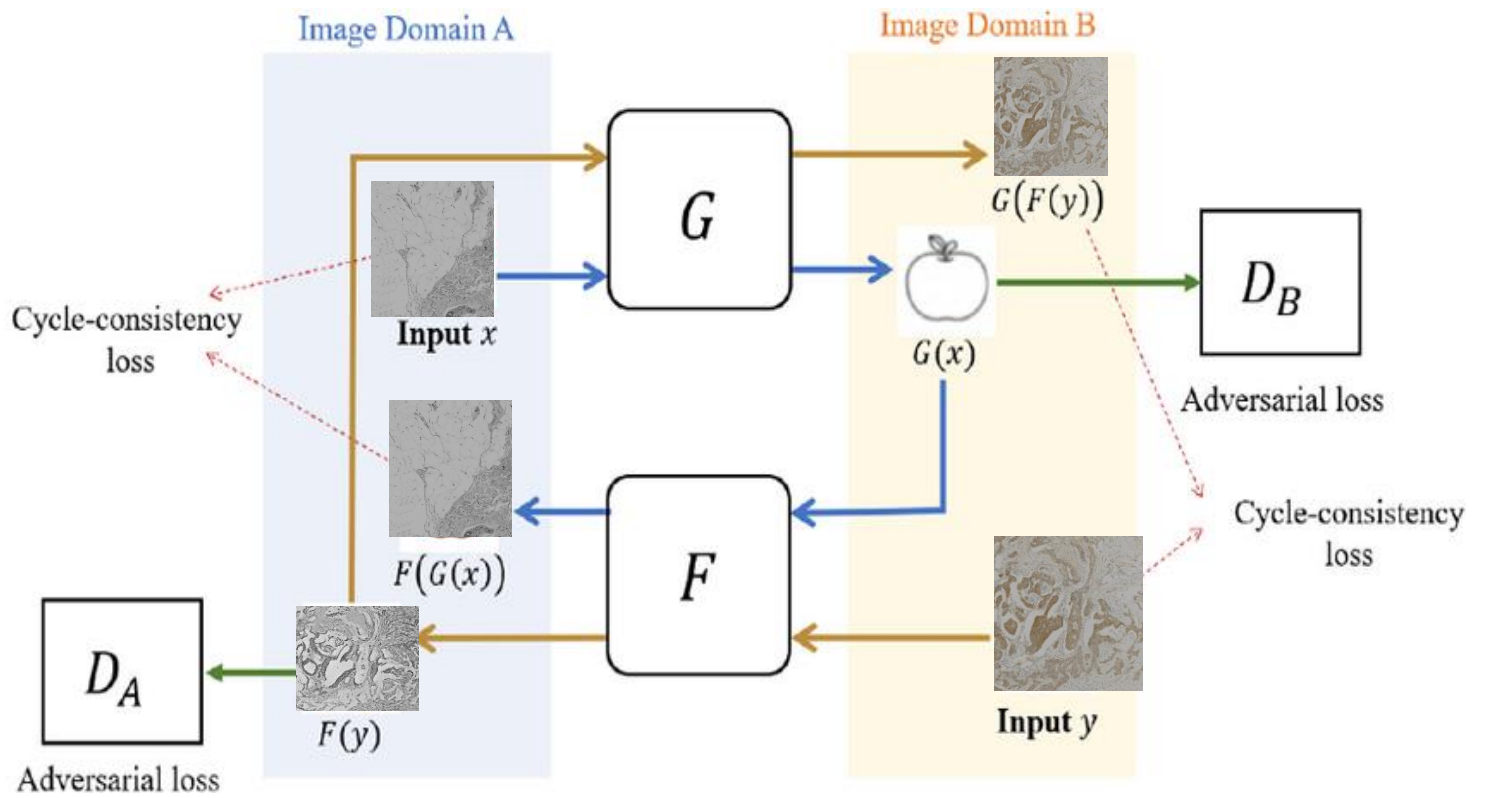 Image Domain A
Image Domain B
G
G(F(y))
D_B
Input x
Cycle-consistency
loss
G(x)
Adversarial loss
F(G(x))
F
Cycle-consistency
loss
D_A
F(y)
Input y
Adversarial loss